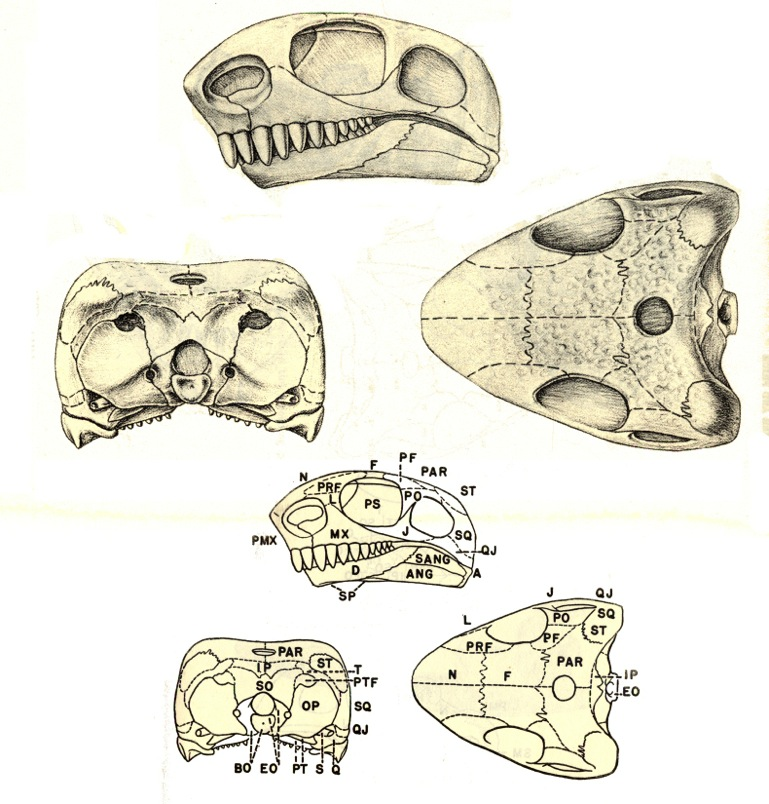 PF
N F PAR
PRF ST
L PS PO
PMX MX J SQ
QJ
SANG
D ANG A
SP
PAR
IP ST T
SO PTF
OP SQ
QJ
BO EO PT S Q
J QJ
L PO SQ
PRF PF ST
N F PAR IP
EO